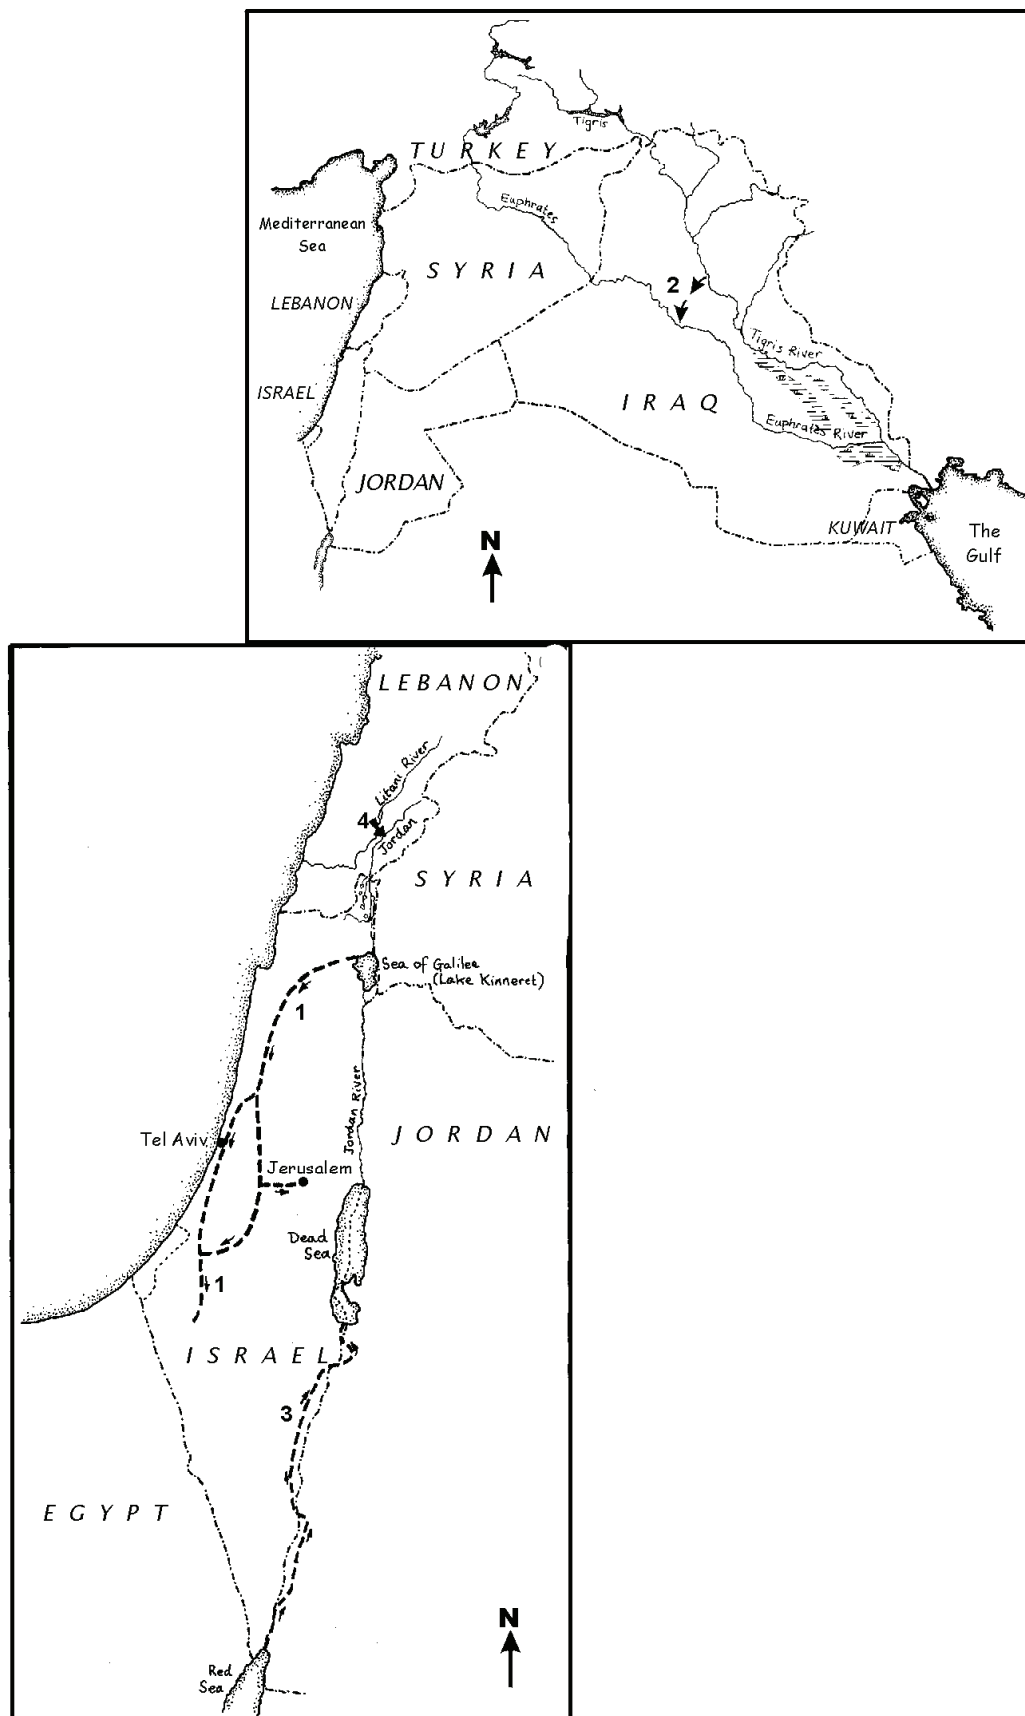 Tigris
TURKEY
Euphrates
Mediterranean
Sea
SYRIA
2
LEBANON
Tigris River
ISRAEL
IRAQ
Euphrates River
JORDAN
KUWAIT
The
Gulf
N
LEBANON
Litani River
4
Jordan
SYRIA
Sea of Galilee
(Lake Kinneret)
1
Jordan River
Tel Aviv
JORDAN
Jerusalem
Dead
Sea
1
ISRAEL
3
EGYPT
N
Red
Sea